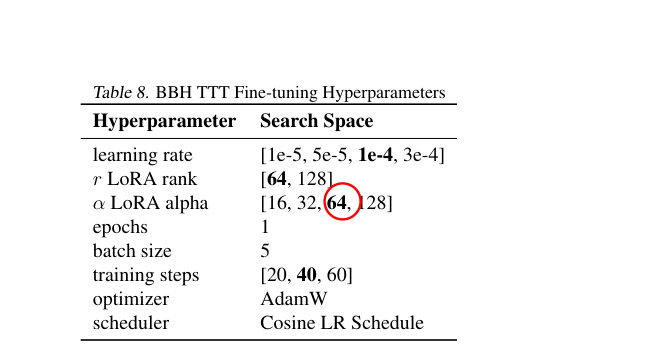 Table 8. BBH TTT Fine-tuning Hyperparameters
Hyperparameter Search Space
learning rate [1e-5, 5e-5, 1e-4, 3e-4]
r LoRA rank [64, 128]
α LoRA alpha [16, 32, 64, 128]
epochs 1
batch size 5
training steps [20, 40, 60]
optimizer AdamW
scheduler Cosine LR Schedule